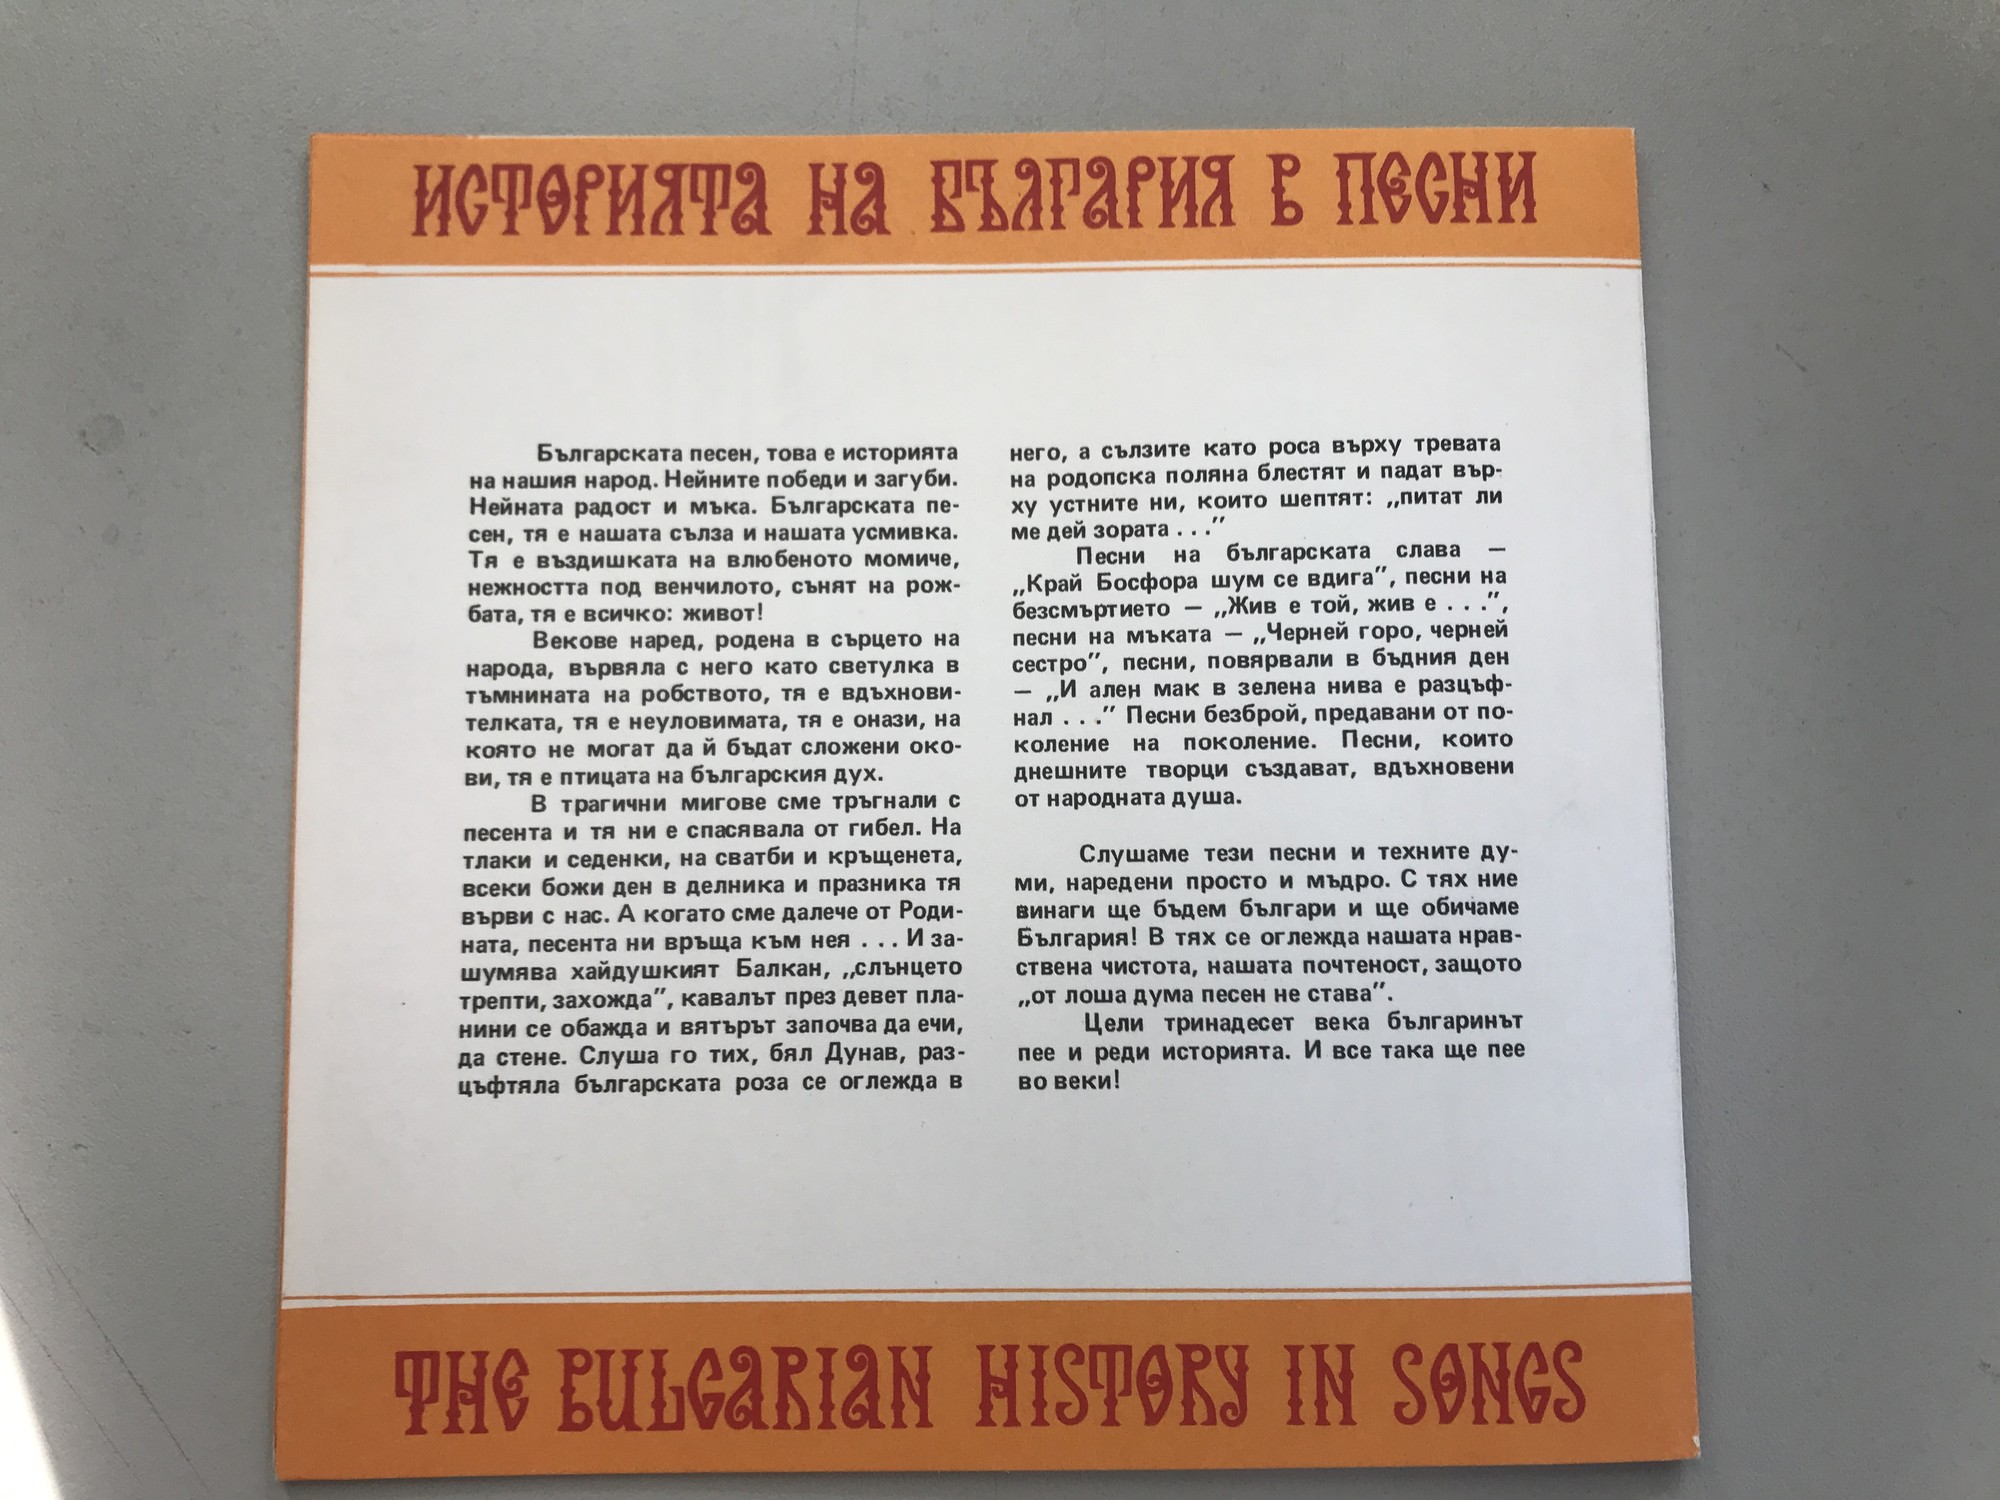 ИСТОРИЯТА НА БЪЛГАРИЯ В ПЕСНИ
Българската песен, това е историята
на нашия народ. Нейните победи и загуби.
Нейната радост и мъка. Българската пе-
сен, тя е нашата сълза и нашата усмивка.
Тя е въздишката на влюбеното момиче,
нежността под венчилото, сънят на рож-
бата, тя е всичко: живот!
Векове наред, родена в сърцето на
народа, вървяла с него като светулка в
тъмнината на робството, тя е вдъхнови-
телката, тя е неуловимата, тя е онази, на
която не могат да й бъдат сложени око-
ви, тя е птицата на българския дух.
В трагични мигове сме тръгнали с
песента и тя ни е спасявала от гибел. На
тлаки и седенки, на сватби и кръщенета,
всеки божи ден в делника и празника тя
върви с нас. А когато сме далече от Роди-
ната, песента ни връща към нея . . . И за-
шумява хайдушкият Балкан, „слънцето
трепти, захожда”, кавалът през девет пла-
нини се обажда и вятърът започва да ечи,
да стене. Слуша го тих, бял Дунав, раз-
цъфтяла българската роза се оглежда в
него, а сълзите като роса върху тревата
на родопска поляна блестят и падат вър-
ху устните ни, които шептят: „питат ли
ме дей зората . . .”
Песни на българската слава —
„Край Босфора шум се вдига”, песни на
безсмъртието — „Жив е той, жив е . . .”,
песни на мъката — „Черней горо, черней
сестро”, песни, повярвали в бъдния ден
— „И ален мак в зелена нива е разцъф-
нал . . .” Песни безброй, предавани от по-
коление на поколение. Песни, които
днешните творци създават, вдъхновени
от народната душа.
Слушаме тези песни и техните ду-
ми, наредени просто и мъдро. С тях ние
винаги ще бъдем българи и ще обичаме
България! В тях се оглежда нашата нрав-
ствена чистота, нашата почтеност, защото
„от лоша дума песен не става”.
Цели тринадесет века българинът
пее и реди историята. И все така ще пее
во веки!
THE BULGARIAN HISTORY IN SONGS